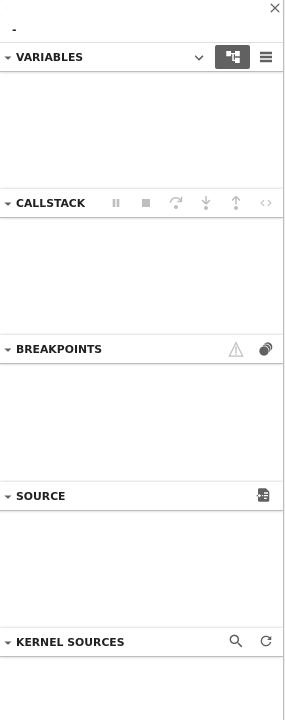 -
VARIABLES
CALLSTACK
BREAKPOINTS
SOURCE
KERNEL SOURCES